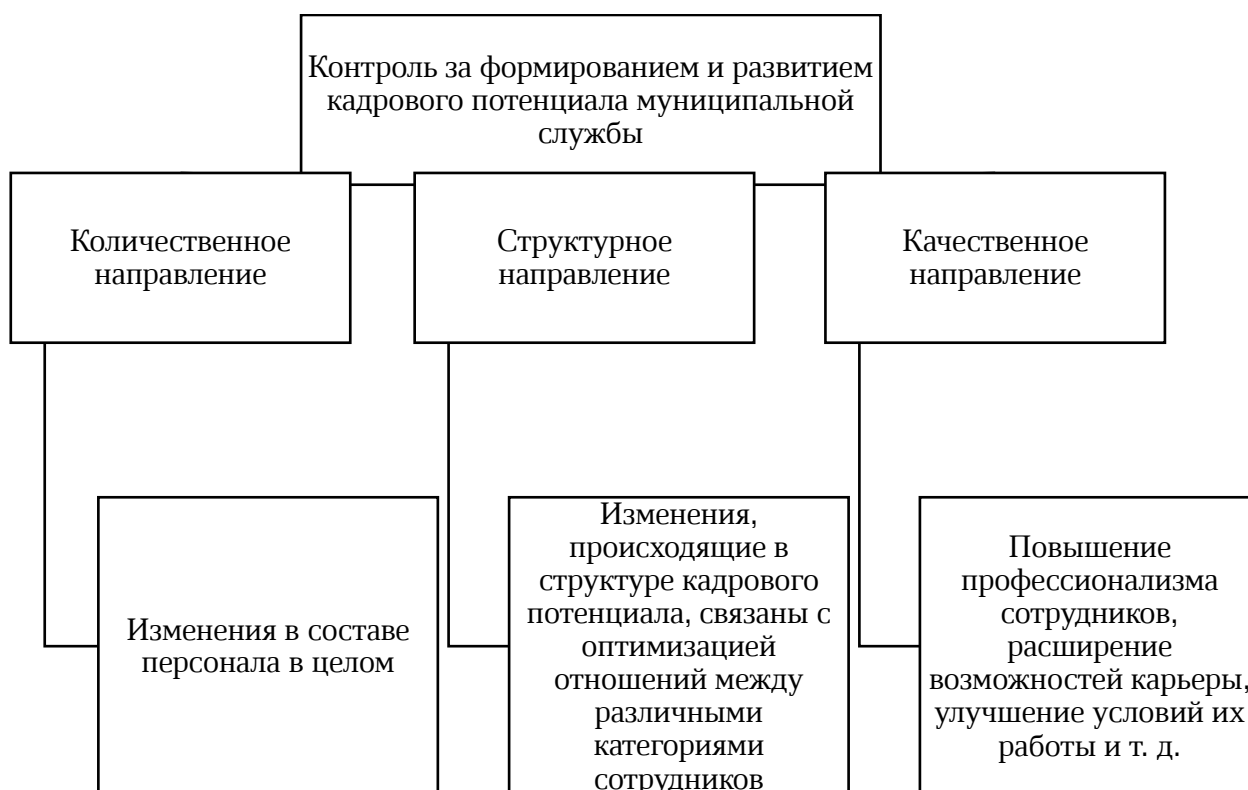 Контроль за формированием и развитием
кадрового потенциала муниципальной
службы
Количественное
направление
Структурное
направление
Качественное
направление
Изменения в составе
персонала в целом
Изменения,
происходящие в
структуре кадрового
потенциала, связаны с
оптимизацией
отношений между
различными
категориями
сотрудников
Повышение
профессионализма
сотрудников,
расширение
возможностей карьеры,
улучшение условий их
работы и т. д.